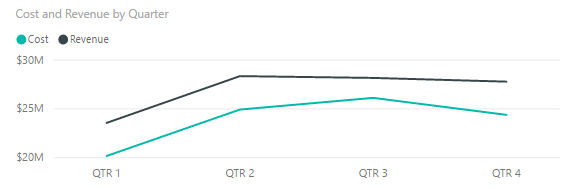 Cost and Revenue by Quarter
Cost Revenue
$30M
$25M
$20M
QTR 1 QTR 2 QTR 3 QTR 4